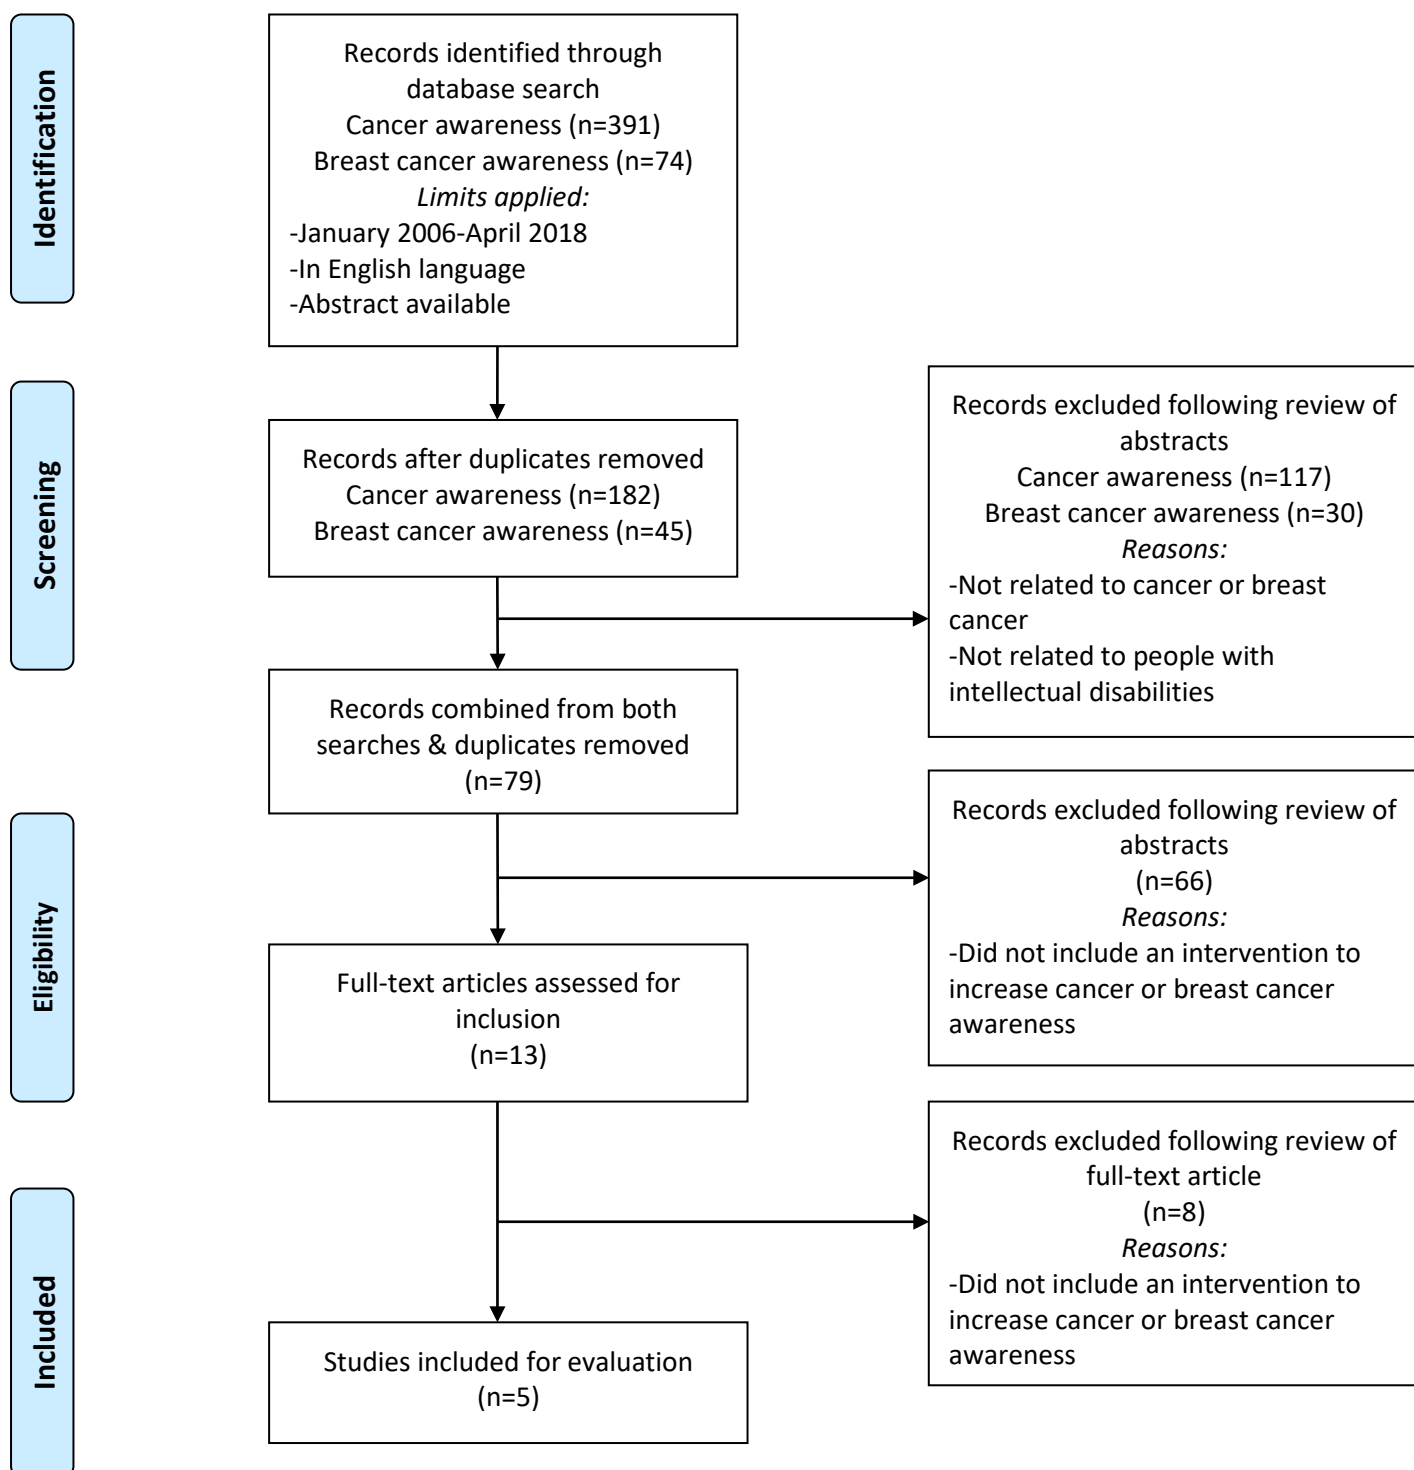 Identification
Records identified through
database search
Cancer awareness (n=391)
Breast cancer awareness (n=74)
Limits applied:
-January 2006-April 2018
-In English language
-Abstract available
Screening
Records after duplicates removed
Cancer awareness (n=182)
Breast cancer awareness (n=45)
Records excluded following review of
abstracts
Cancer awareness (n=117)
Breast cancer awareness (n=30)
Reasons:
-Not related to cancer or breast
cancer
-Not related to people with
intellectual disabilities
Records combined from both
searches & duplicates removed
(n=79)
Eligibility
Records excluded following review of
abstracts
(n=66)
Reasons:
-Did not include an intervention to
increase cancer or breast cancer
awareness
Full-text articles assessed for
inclusion
(n=13)
Records excluded following review of
full-text article
(n=8)
Reasons:
-Did not include an intervention to
increase cancer or breast cancer
awareness
Included
Studies included for evaluation
(n=5)